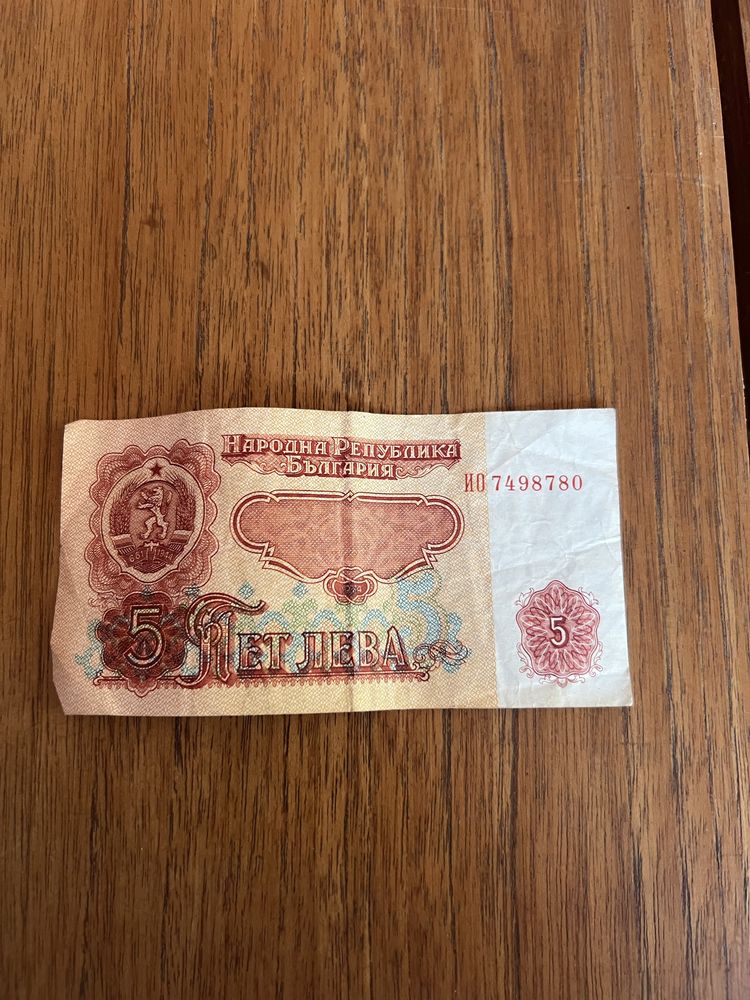 НАРОДНА РЕПУБЛИКА
БЪЛГАРИЯ
ИО 7498780
5 ПЕТ ЛЕВА
5